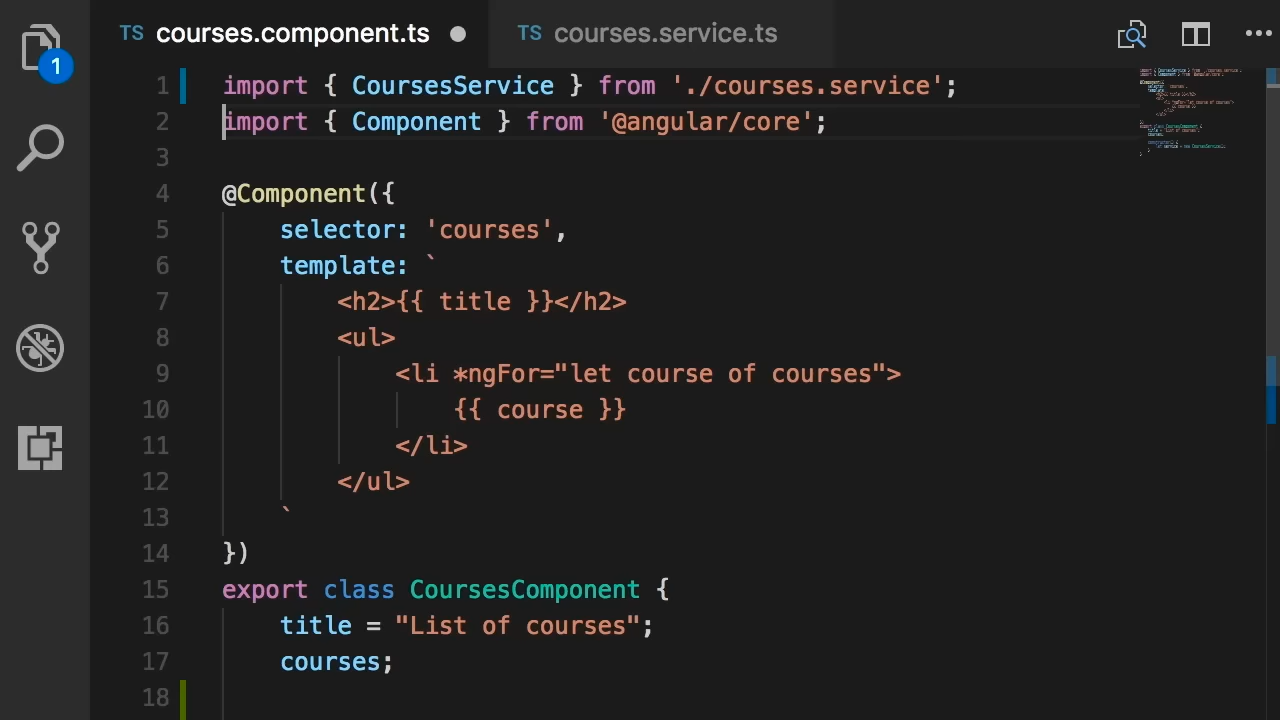 TS courses.component.ts TS courses.service.ts
1
1 import { CoursesService } from './courses.service';
2 import { Component } from '@angular/core';
3
4 @Component({
5 selector: 'courses',
6 template: `
7 <h2>{{ title }}</h2>
8 <ul>
9 <li *ngFor="let course of courses">
10 {{ course }}
11 </li>
12 </ul>
13 `
14 })
15 export class CoursesComponent {
16 title = "List of courses";
17 courses;
18